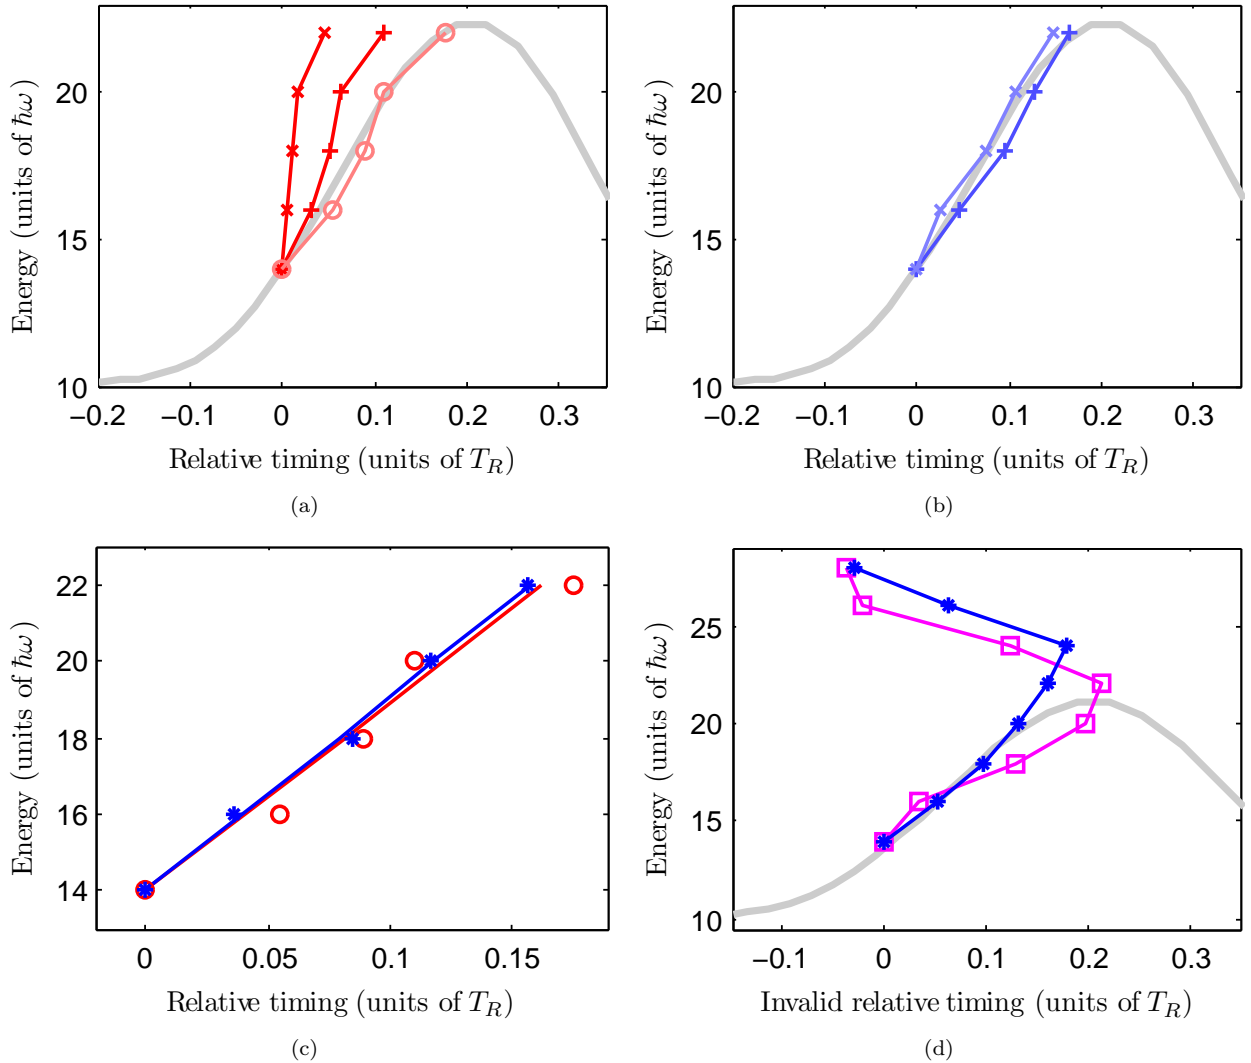 Energy (units of ħω)
20
15
10
−0.2 −0.1 0 0.1 0.2 0.3
Relative timing (units of T_R)
(a)
Energy (units of ħω)
20
15
10
−0.2 −0.1 0 0.1 0.2 0.3
Relative timing (units of T_R)
(b)
Energy (units of ħω)
22
20
18
16
14
0 0.05 0.1 0.15
Relative timing (units of T_R)
(c)
Energy (units of ħω)
25
20
15
10
−0.1 0 0.1 0.2 0.3
Invalid relative timing (units of T_R)
(d)